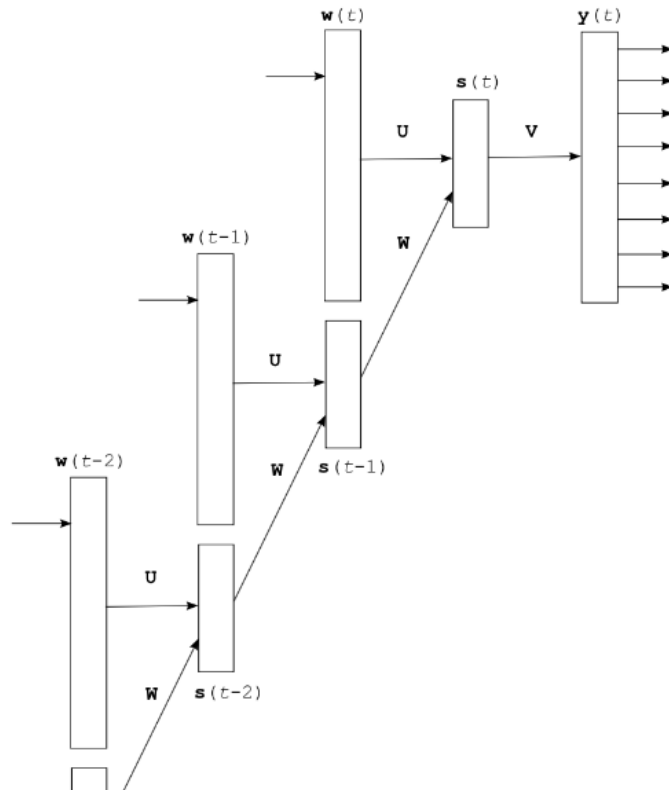 w(t)
y(t)
s(t)
U
V
w(t-1)
W
U
s(t-1)
w(t-2)
W
U
s(t-2)
W